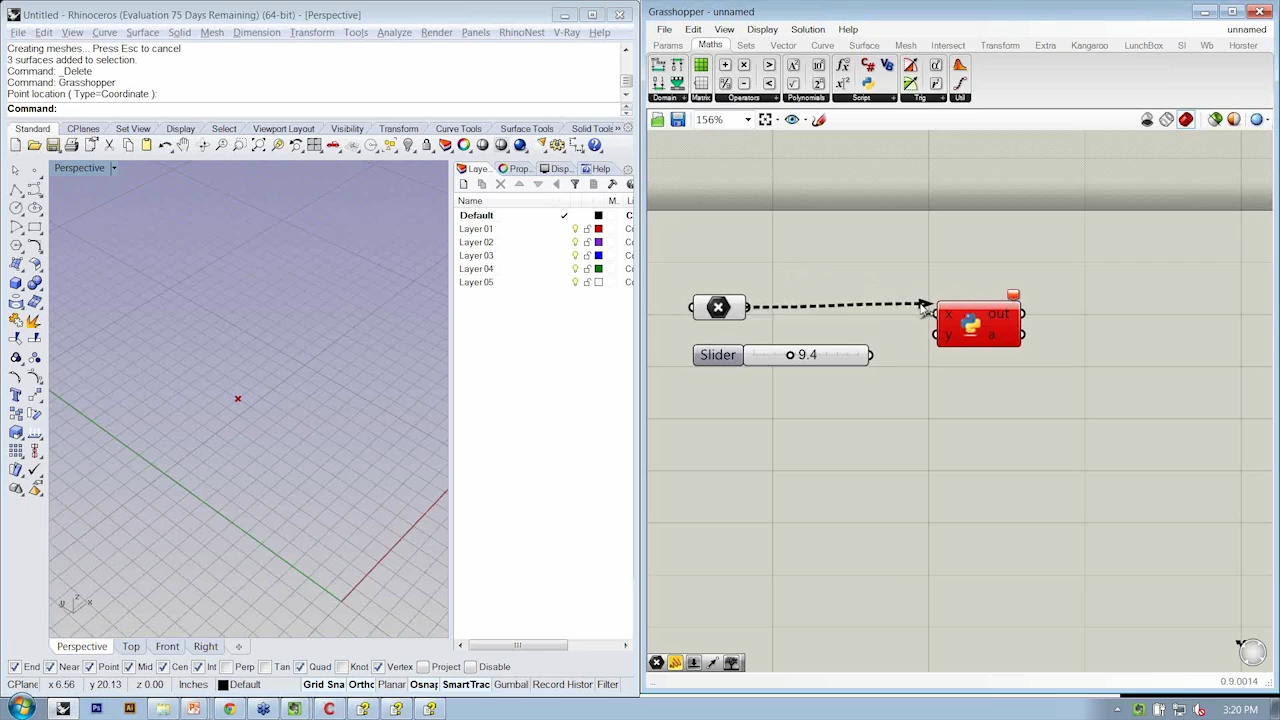 Untitled - Rhinoceros (Evaluation 75 Days Remaining) (64-bit) - [Perspective]
File Edit View Curve Surface Solid Mesh Dimension Transform Tools Analyze Render Panels RhinoNest V-Ray Help
Creating meshes... Press Esc to cancel
3 surfaces added to selection.
Command: _Delete
Command: Grasshopper
Point location ( Type=Coordinate ):
Command:
Standard CPlanes Set View Display Select Viewport Layout Visibility Transform Curve Tools Surface Tools Solid Tools
Perspective
Laye... Prop... Disp... Help
Name M. L
Default C
Layer 01
Layer 02
Layer 03
Layer 04
Layer 05
z
y x
Perspective Top Front Right
End Near Point Mid Cen Int Perp Tan Quad Knot Vertex Project Disable
CPlane x 6.56 y 20.13 z 0.00 Inches Default Grid Sna Ortho Planar Osnap SmartTrac Gumbal Record Histor Filter
Grasshopper - unnamed
File Edit View Display Solution Help unnamed
Params Maths Sets Vector Curve Surface Mesh Intersect Transform Extra Kangaroo LunchBox SI Wb Horster
Domain Matrix Operators Polynomials Script Trig Util
156%
x out
y a
Slider 9.4
0.9.0014
3:20 PM